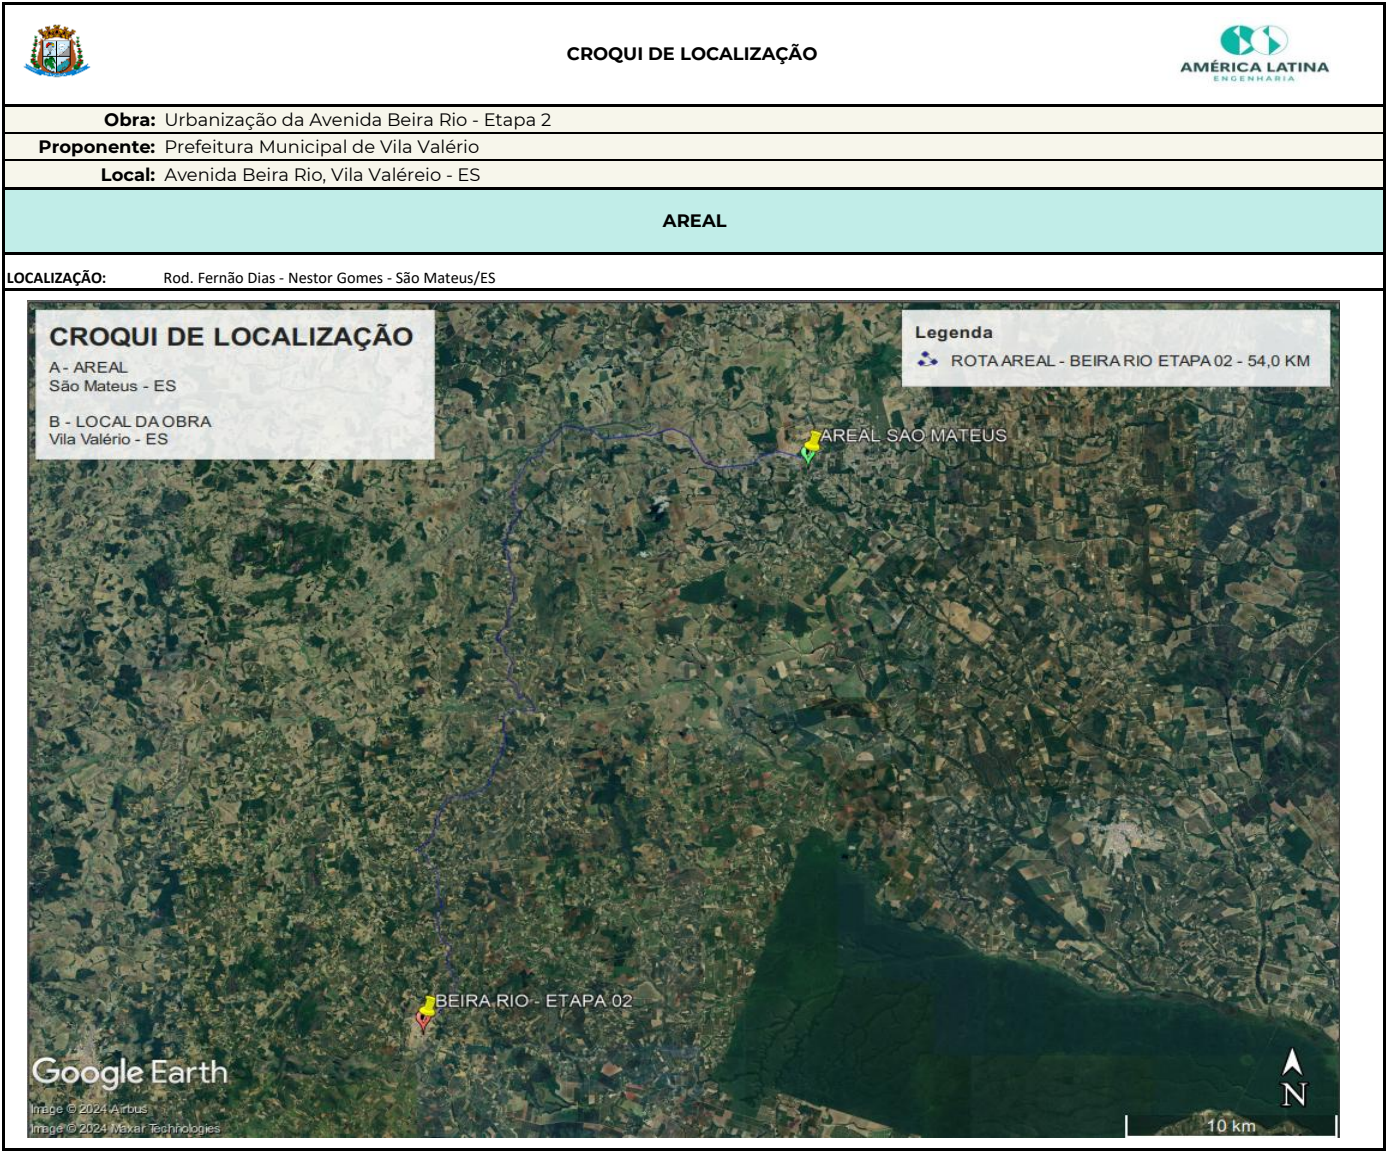 CROQUI DE LOCALIZAÇÃO
AMÉRICA LATINA
ENGENHARIA
Obra: Urbanização da Avenida Beira Rio - Etapa 2
Proponente: Prefeitura Municipal de Vila Valério
Local: Avenida Beira Rio, Vila Valéreio - ES
AREAL
LOCALIZAÇÃO: Rod. Fernão Dias - Nestor Gomes - São Mateus/ES
CROQUI DE LOCALIZAÇÃO
A - AREAL
São Mateus - ES
B - LOCAL DA OBRA
Vila Valério - ES
Legenda
ROTA AREAL - BEIRA RIO ETAPA 02 - 54,0 KM
AREAL SAO MATEUS
BEIRA RIO - ETAPA 02
Google Earth
Image © 2024 Airbus
Image © 2024 Maxar Technologies
N
10 km